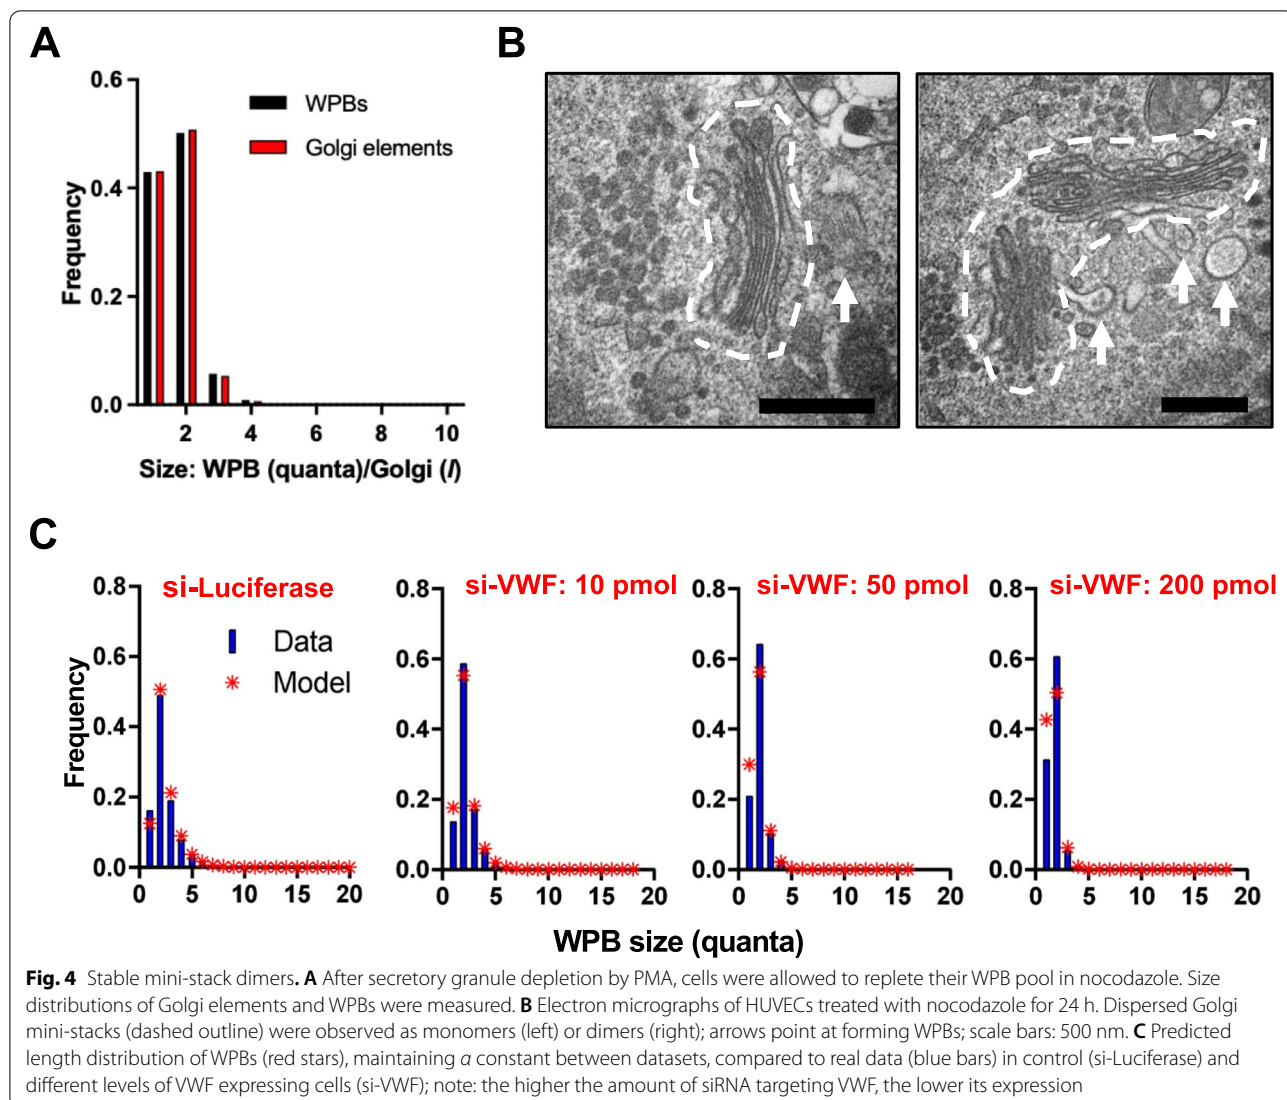 A
0.6
0.4
0.2
0.0
Frequency
WPBs
Golgi elements
2 4 6 8 10
Size: WPB (quanta)/Golgi (l)
B
C
si-Luciferase
0.8
0.6
0.4
0.2
0.0
Frequency
Data
Model
0 5 10 15 20
si-VWF: 10 pmol
0.8
0.6
0.4
0.2
0.0
0 5 10 15 20
si-VWF: 50 pmol
0.8
0.6
0.4
0.2
0.0
0 5 10 15 20
si-VWF: 200 pmol
0.8
0.6
0.4
0.2
0.0
0 5 10 15 20
WPB size (quanta)
Fig. 4 Stable mini-stack dimers. A After secretory granule depletion by PMA, cells were allowed to replete their WPB pool in nocodazole. Size
distributions of Golgi elements and WPBs were measured. B Electron micrographs of HUVECs treated with nocodazole for 24 h. Dispersed Golgi
mini-stacks (dashed outline) were observed as monomers (left) or dimers (right); arrows point at forming WPBs; scale bars: 500 nm. C Predicted
length distribution of WPBs (red stars), maintaining α constant between datasets, compared to real data (blue bars) in control (si-Luciferase) and
different levels of VWF expressing cells (si-VWF); note: the higher the amount of siRNA targeting VWF, the lower its expression